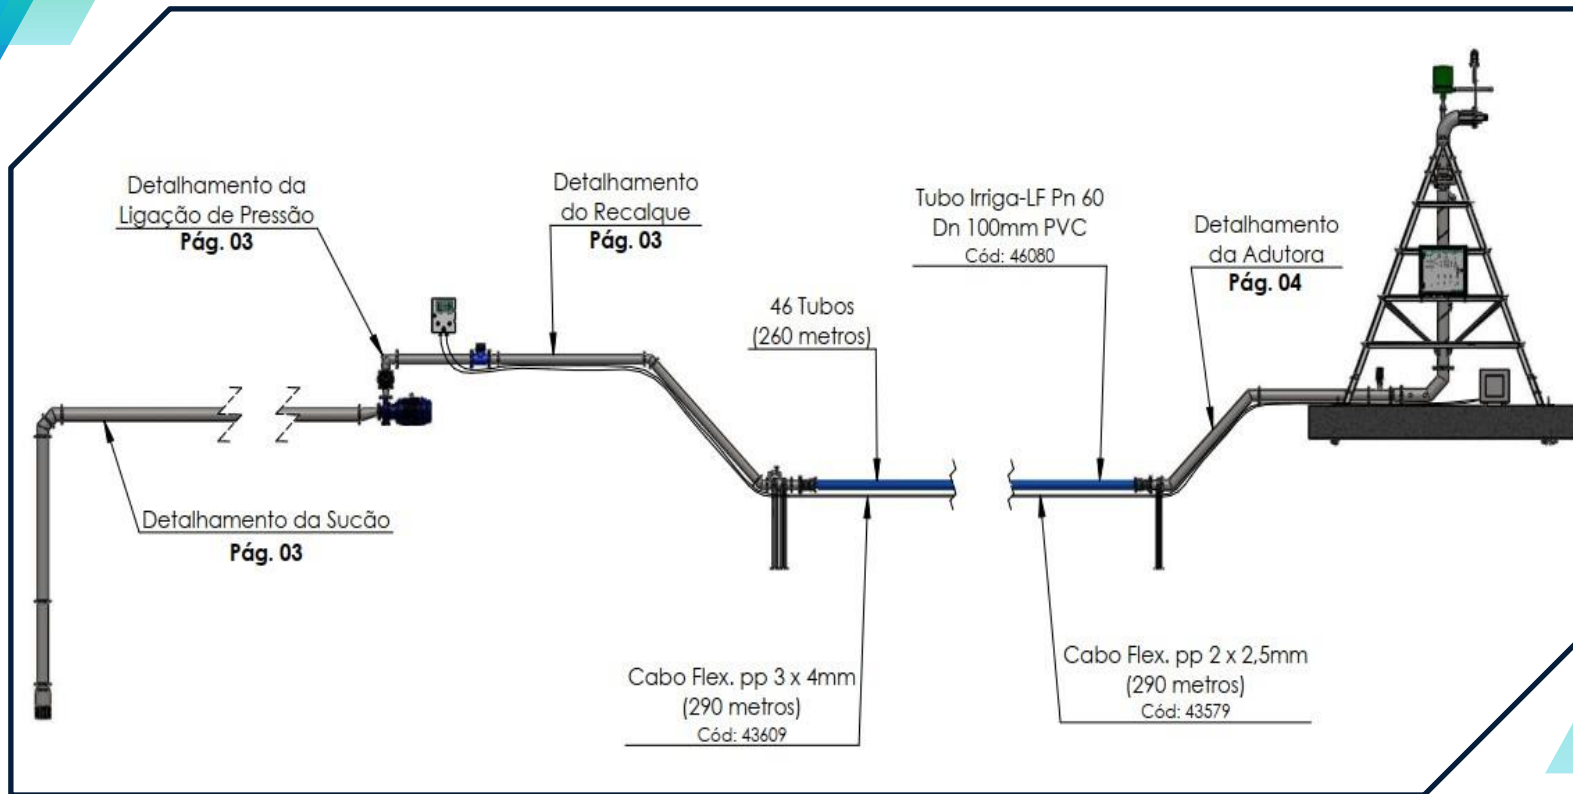 Detalhamento da
Ligação de Pressão
Pág. 03
Detalhamento
do Recalque
Pág. 03
Tubo Irriga-LF Pn 60
Dn 100mm PVC
Cód: 46080
Detalhamento
da Adutora
Pág. 04
46 Tubos
(260 metros)
Detalhamento da Sucão
Pág. 03
Cabo Flex. pp 3 x 4mm
(290 metros)
Cód: 43609
Cabo Flex. pp 2 x 2,5mm
(290 metros)
Cód: 43579